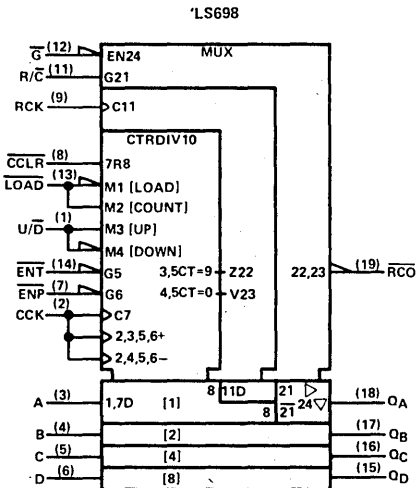 'LS698
MUX
G̅ (12) EN24
R/C̅ (11) G21
RCK (9) C11
CTRDIV10
C̅C̅L̅R̅ (8) 7R8
L̅O̅A̅D̅ (13) M1 [LOAD]
M2 [COUNT]
U/D̅ (1) M3 [UP]
M4 [DOWN]
E̅N̅T̅ (14) G5 3,5CT=9 Z22 22,23 (19) R̅C̅O̅
E̅N̅P̅ (7) G6 4,5CT=0 V23
CCK (2) C7
2,3,5,6+
2,4,5,6−
A (3) 1,7D [1] 8 11D 8 21 ▷ 2̅1̅ 24 ▽ (18) QA
B (4) [2] (17) QB
C (5) [4] (16) QC
D (6) [8] (15) QD